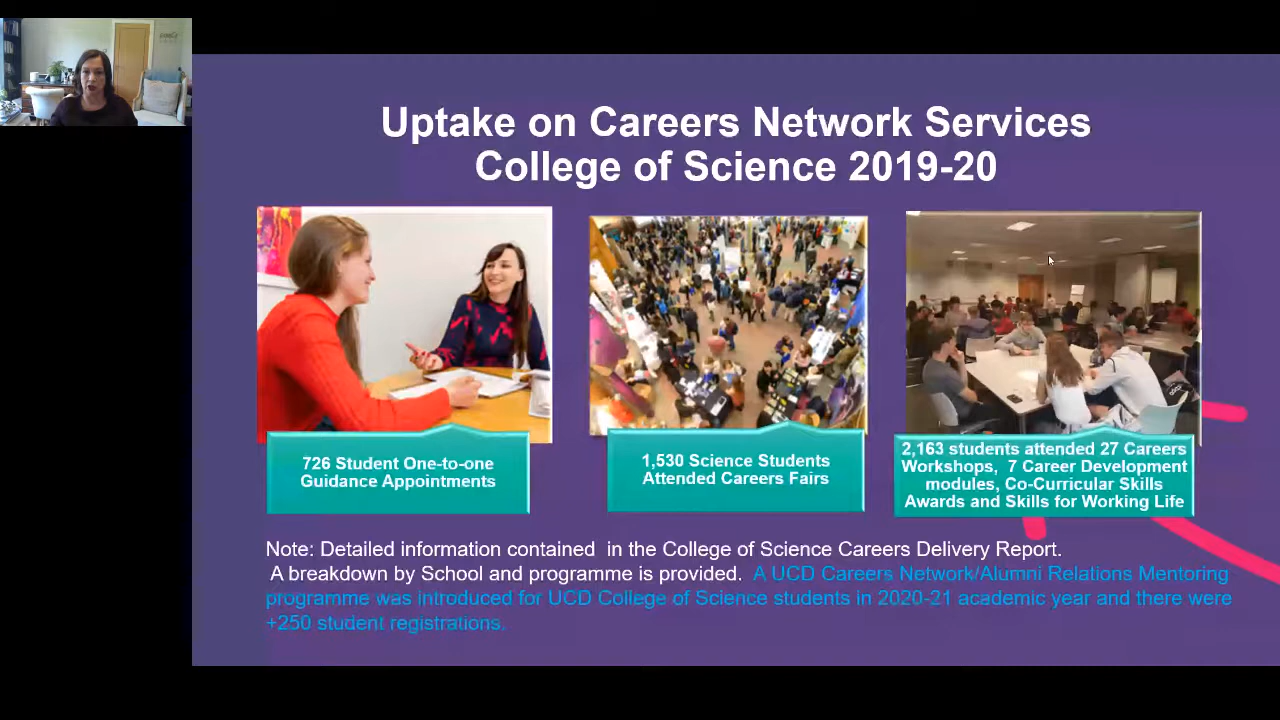 Uptake on Careers Network Services
College of Science 2019-20
726 Student One-to-one
Guidance Appointments
1,530 Science Students
Attended Careers Fairs
2,163 students attended 27 Careers
Workshops, 7 Career Development
modules, Co-Curricular Skills
Awards and Skills for Working Life
Note: Detailed information contained in the College of Science Careers Delivery Report.
A breakdown by School and programme is provided. A UCD Careers Network/Alumni Relations Mentoring
programme was introduced for UCD College of Science students in 2020-21 academic year and there were
+250 student registrations.